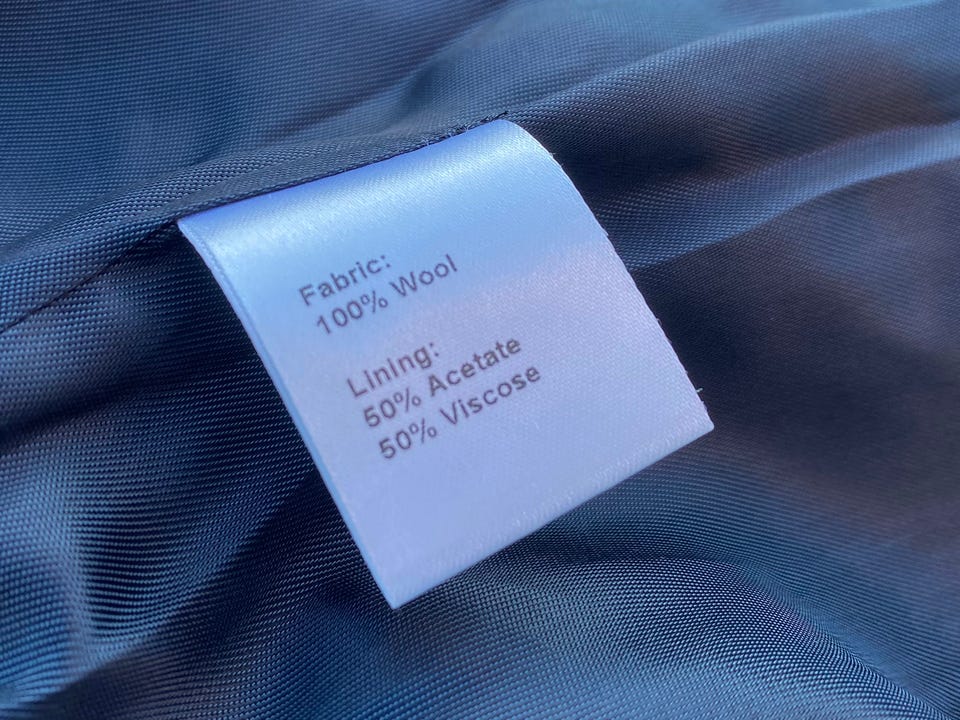 Fabric:
100% Wool
Lining:
50% Acetate
50% Viscose